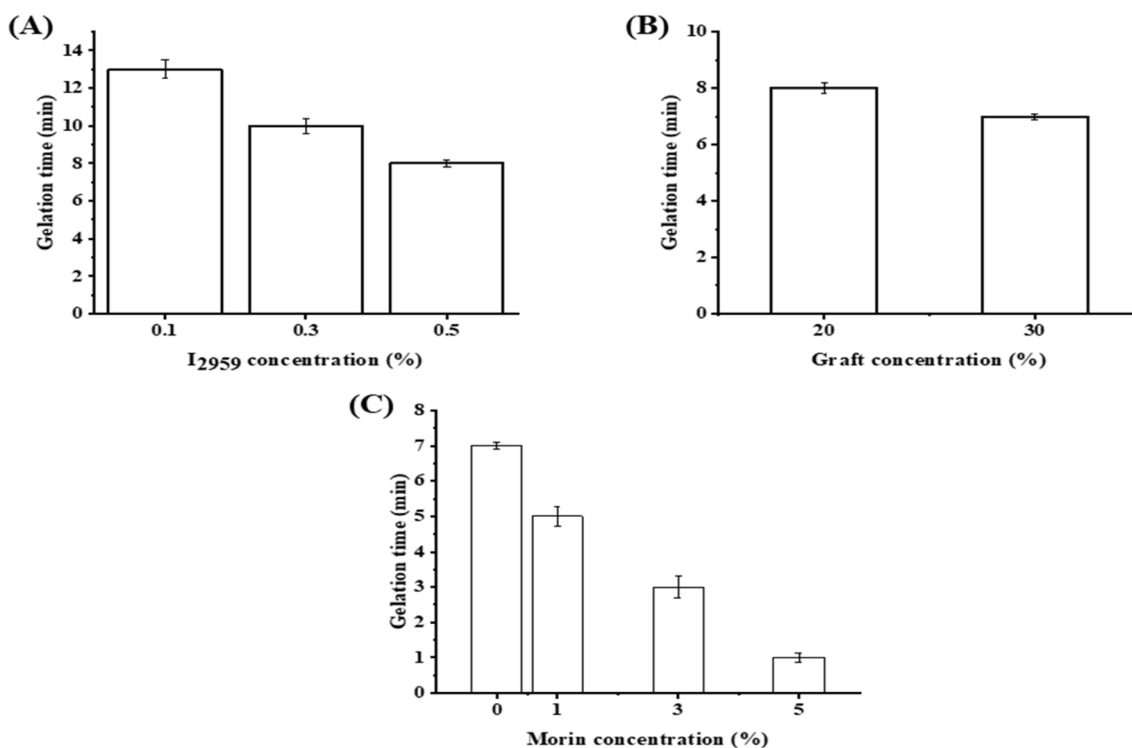 (A)
Gelation time (min)
14
12
10
8
6
4
2
0
0.1 0.3 0.5
I2959 concentration (%)
(B)
Gelation time (min)
10
8
6
4
2
0
20 30
Graft concentration (%)
(C)
Gelation time (min)
8
7
6
5
4
3
2
1
0
0 1 3 5
Morin concentration (%)